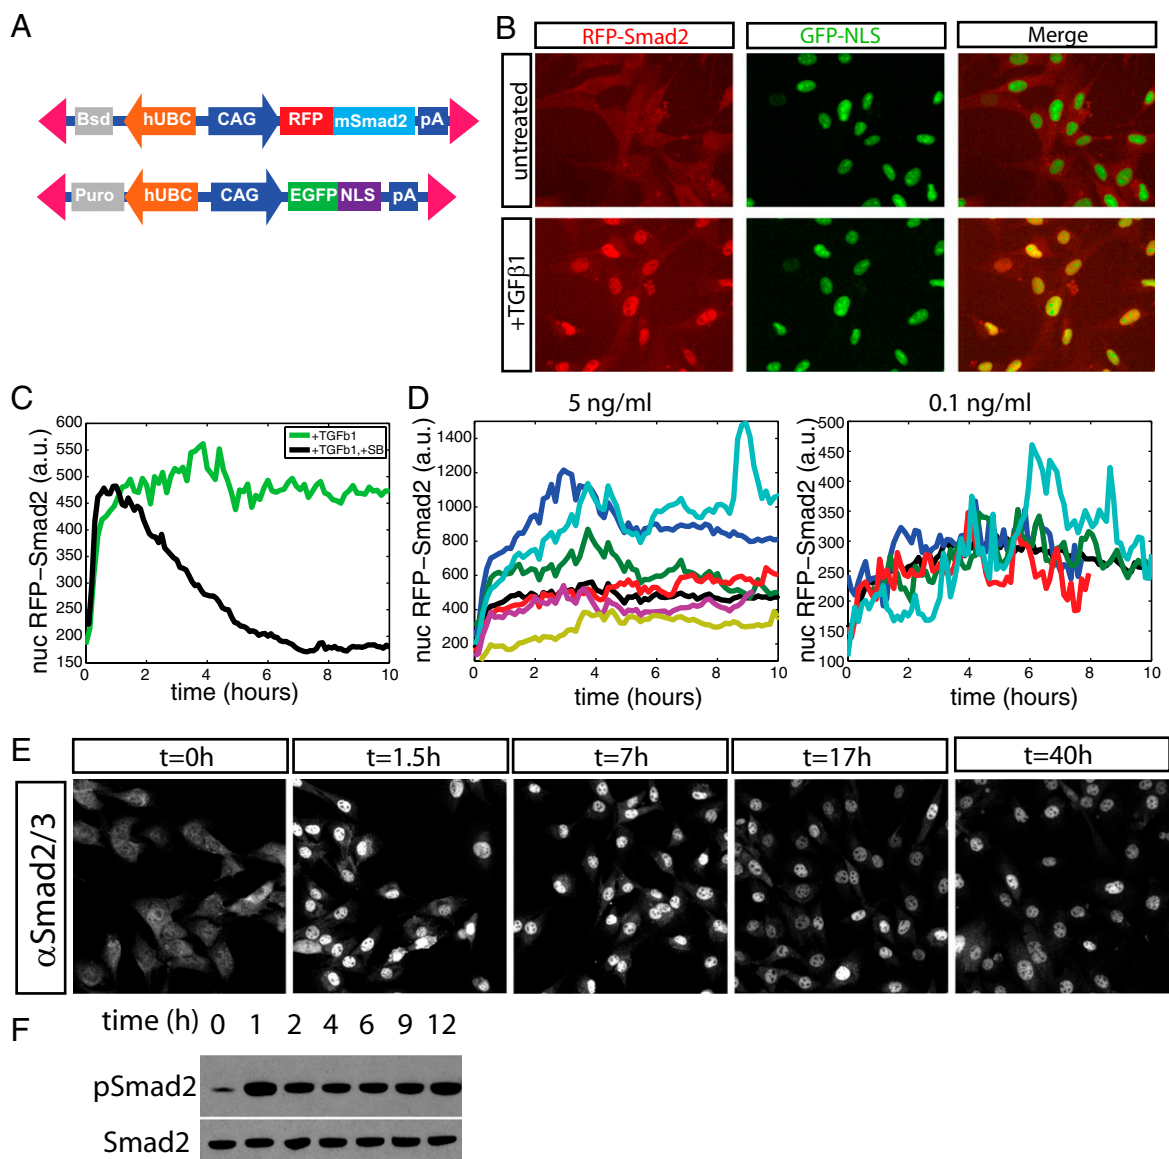 A
Bsd hUBC CAG RFP mSmad2 pA
Puro hUBC CAG EGFP NLS pA
B
RFP-Smad2 GFP-NLS Merge
untreated
+TGFβ1
C
nuc RFP–Smad2 (a.u.)
600
550
500
450
400
350
300
250
200
150
0 2 4 6 8 10
time (hours)
+TGFb1
+TGFb1,+SB
D
5 ng/ml
nuc RFP–Smad2 (a.u.)
1400
1200
1000
800
600
400
200
0 2 4 6 8 10
time (hours)
0.1 ng/ml
nuc RFP–Smad2 (a.u.)
500
450
400
350
300
250
200
150
100
0 2 4 6 8 10
time (hours)
E
t=0h t=1.5h t=7h t=17h t=40h
αSmad2/3
F
time (h) 0 1 2 4 6 9 12
pSmad2
Smad2